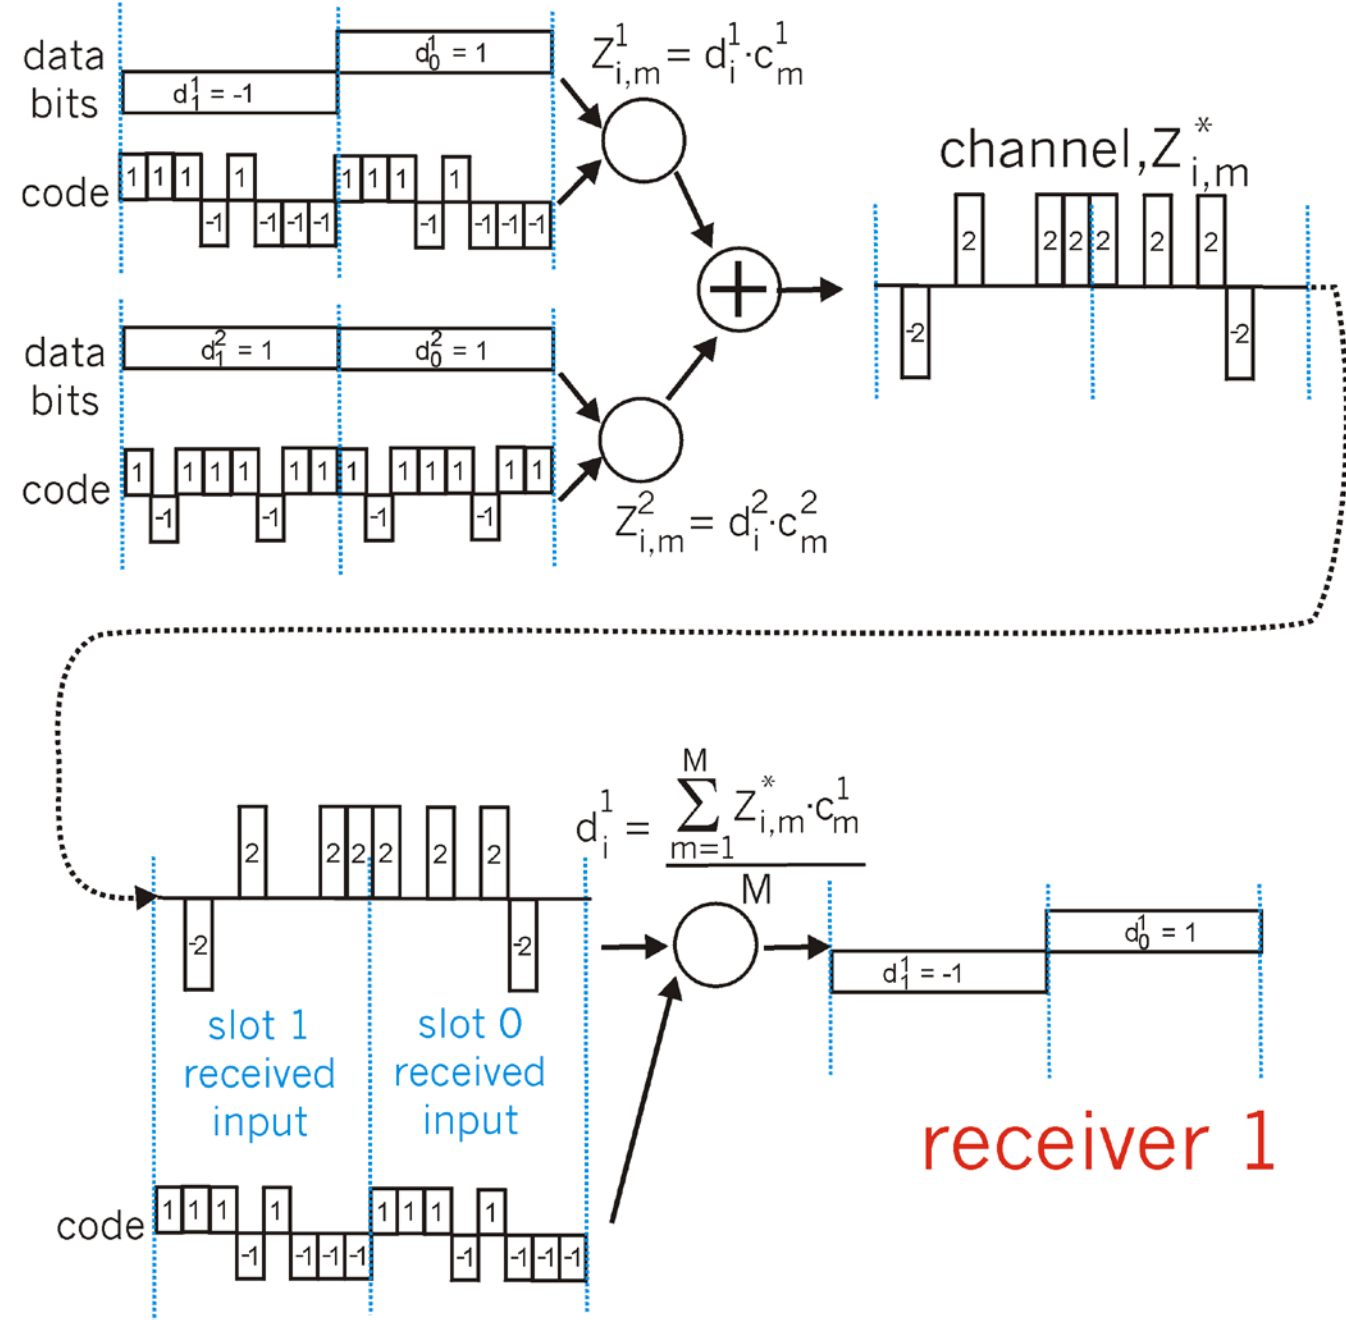 data bits
d₁¹ = -1
d₀¹ = 1
code
1 1 1 -1 1 -1 -1 -1 1 1 1 -1 1 -1 -1 -1
Z¹i,m = d¹i·c¹m
data bits
d₁² = 1
d₀² = 1
code
1 -1 1 1 1 -1 1 1 1 -1 1 1 1 -1 1 1
Z²i,m = d²i·c²m
channel,Z*i,m
-2 2 2 2 2 2 2 -2
-2 2 2 2 2 2 2 -2
slot 1
received
input
slot 0
received
input
code
1 1 1 -1 1 -1 -1 -1 1 1 1 -1 1 -1 -1 -1
d¹i = M ∑ m=1 Z*i,m·c¹m
M
d₁¹ = -1
d₀¹ = 1
receiver 1